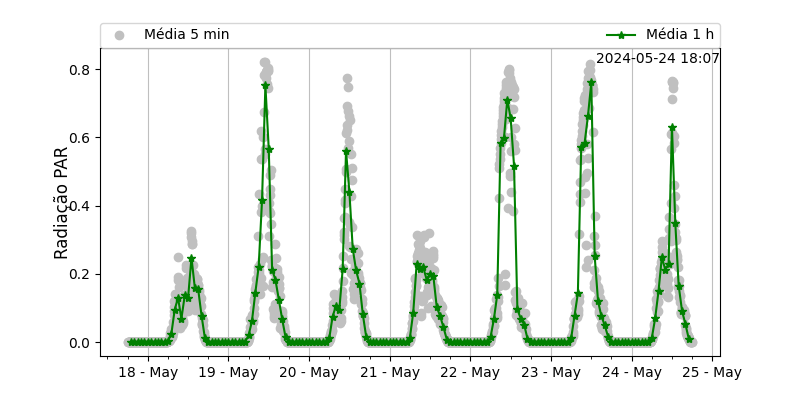 Média 5 min
Média 1 h
2024-05-24 18:07
Radiação PAR
0.8
0.6
0.4
0.2
0.0
18 - May
19 - May
20 - May
21 - May
22 - May
23 - May
24 - May
25 - May